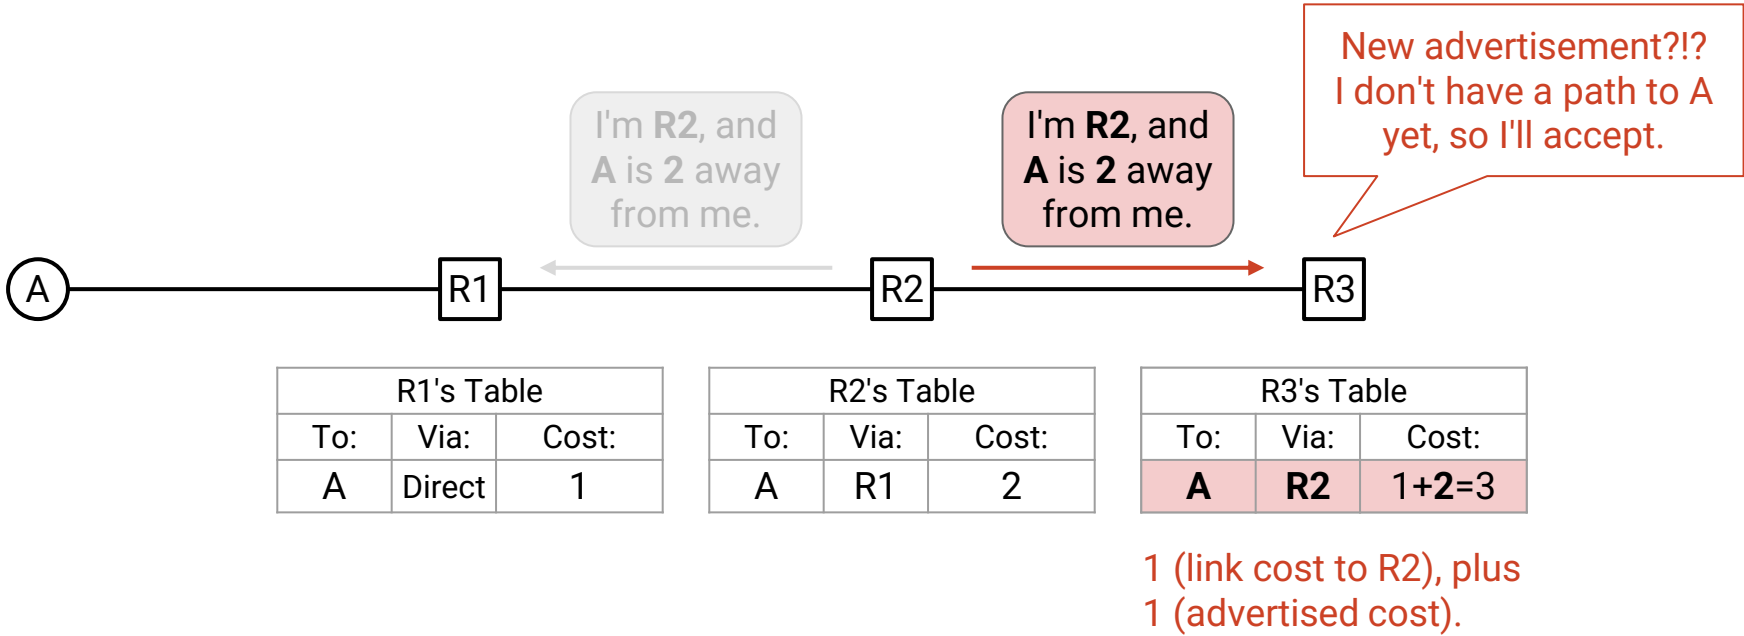 New advertisement?!?
I don't have a path to A
yet, so I'll accept.
I'm R2, and
A is 2 away
from me.
I'm R2, and
A is 2 away
from me.
A
R1
R2
R3
R1's Table
To: Via: Cost:
A Direct 1
R2's Table
To: Via: Cost:
A R1 2
R3's Table
To: Via: Cost:
A R2 1+2=3
1 (link cost to R2), plus
1 (advertised cost).